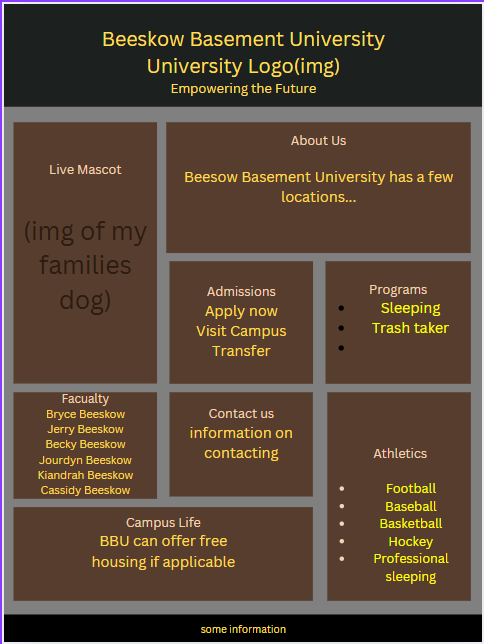 Beeskow Basement University
University Logo(img)
Empowering the Future
Live Mascot
(img of my
families
dog)
About Us
Beesow Basement University has a few
locations...
Admissions
Apply now
Visit Campus
Transfer
Programs
Sleeping
Trash taker
Facualty
Bryce Beeskow
Jerry Beeskow
Becky Beeskow
Jourdyn Beeskow
Kiandrah Beeskow
Cassidy Beeskow
Contact us
information on
contacting
Athletics
Football
Baseball
Basketball
Hockey
Professional
sleeping
Campus Life
BBU can offer free
housing if applicable
some information